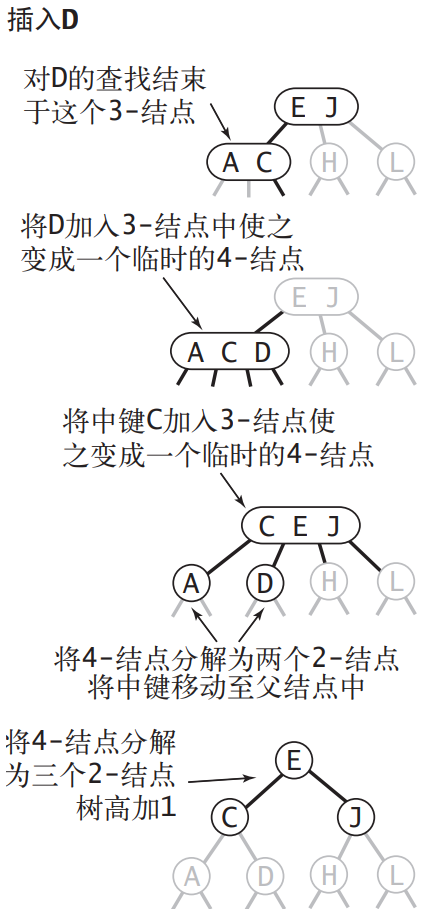 插入D
对D的查找结束
于这个3-结点
E J
A C
H
L
将D加入3-结点中使之
变成一个临时的4-结点
E J
A C D
H
L
将中键C加入3-结点使
之变成一个临时的4-结点
C E J
A
D
H
L
将4-结点分解为两个2-结点
将中键移动至父结点中
将4-结点分解
为三个2-结点
树高加1
E
C
J
A
D
H
L